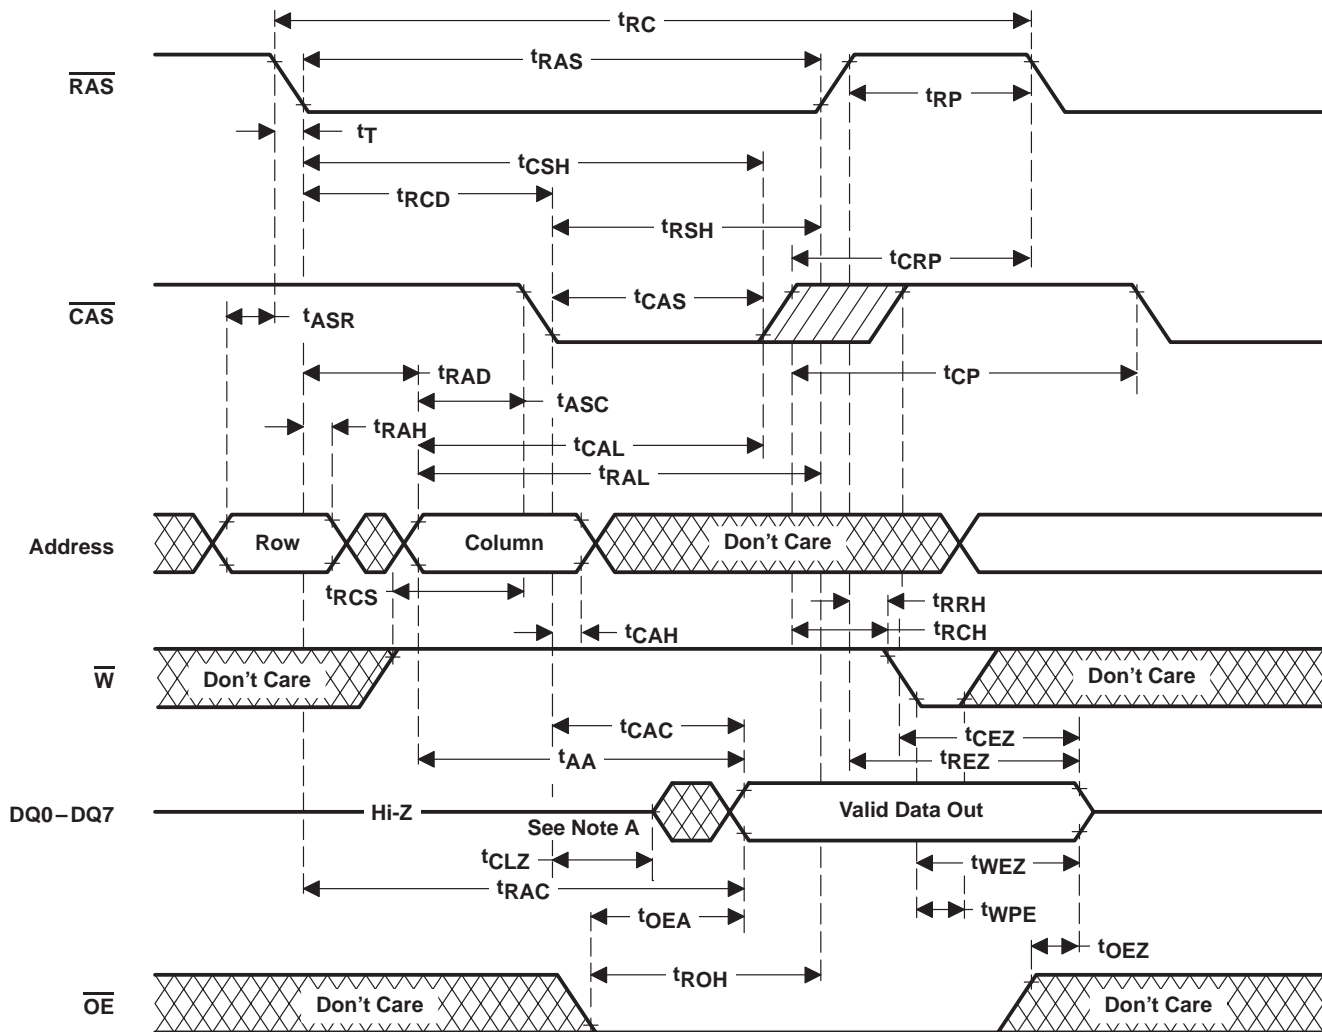 tRC
RAS
tRAS
tRP
tT
tCSH
tRCD
tRSH
tCRP
CAS
tCAS
tASR
tRAD
tCP
tASC
tRAH
tCAL
tRAL
Address
Row
Column
Don't Care
tRCS
tRRH
tCAH
tRCH
W
Don't Care
Don't Care
tCAC
tCEZ
tAA
tREZ
DQ0–DQ7
Hi-Z
Valid Data Out
See Note A
tCLZ
tWEZ
tRAC
tOEA
tWPE
tOEZ
tROH
OE
Don't Care
Don't Care